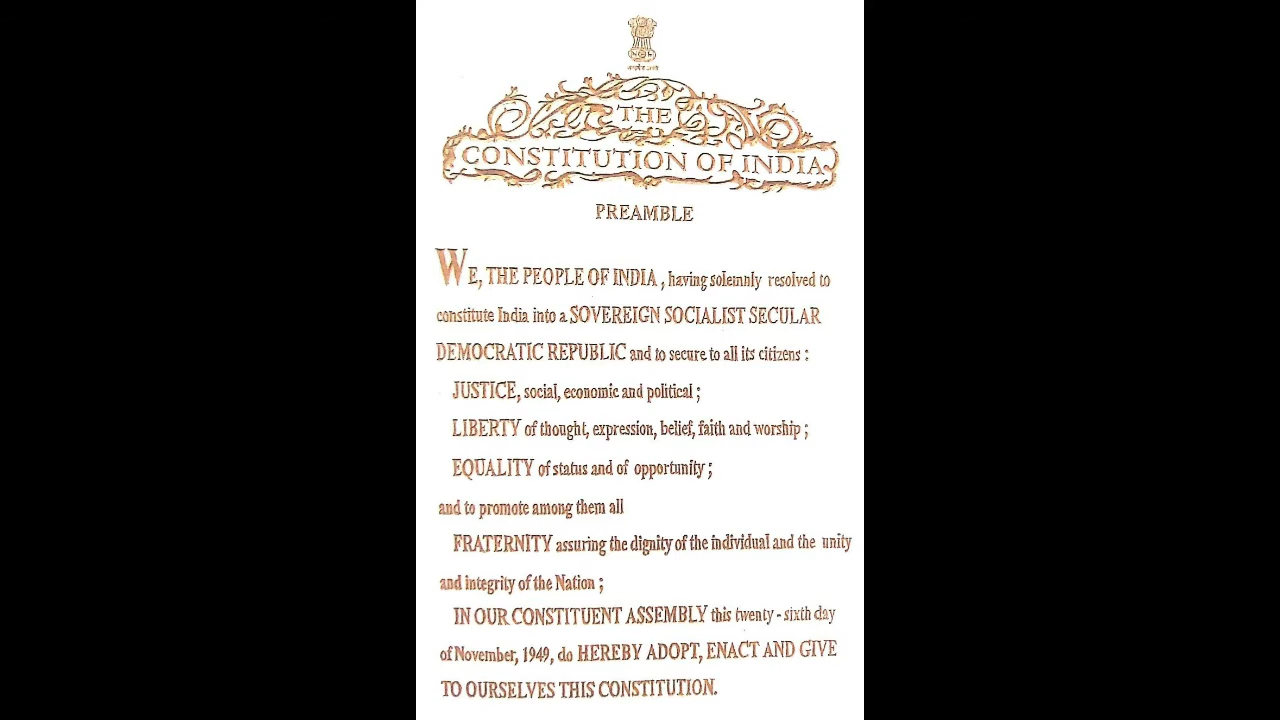 THE
CONSTITUTION OF INDIA
PREAMBLE
WE, THE PEOPLE OF INDIA , having solemnly resolved to
constitute India into a SOVEREIGN SOCIALIST SECULAR
DEMOCRATIC REPUBLIC and to secure to all its citizens :
JUSTICE, social, economic and political ;
LIBERTY of thought, expression, belief, faith and worship ;
EQUALITY of status and of opportunity ;
and to promote among them all
FRATERNITY assuring the dignity of the individual and the unity
and integrity of the Nation ;
IN OUR CONSTITUENT ASSEMBLY this twenty - sixth day
of November, 1949, do HEREBY ADOPT, ENACT AND GIVE
TO OURSELVES THIS CONSTITUTION.